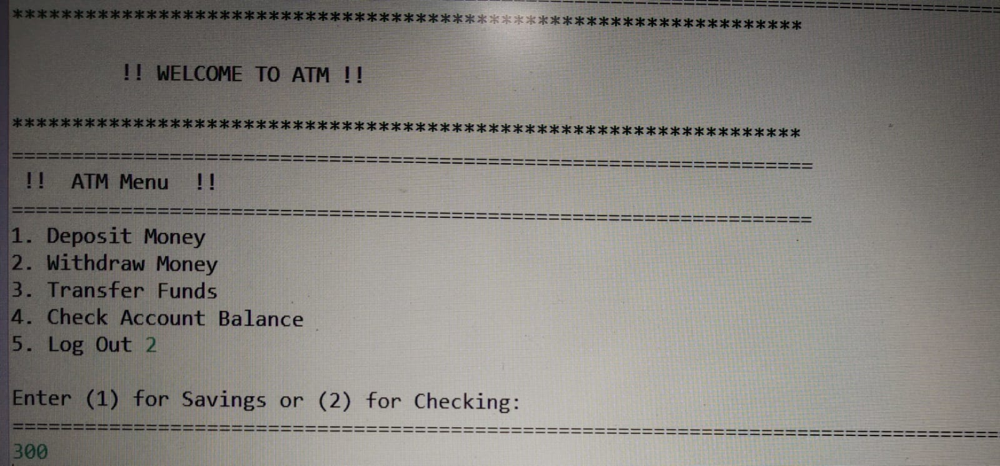 ================
*****************************************************************
!! WELCOME TO ATM !!
*****************************************************************
==================================================================
!!  ATM Menu  !!
==================================================================
1. Deposit Money
2. Withdraw Money
3. Transfer Funds
4. Check Account Balance
5. Log Out 2
Enter (1) for Savings or (2) for Checking:
==================================================================================
300